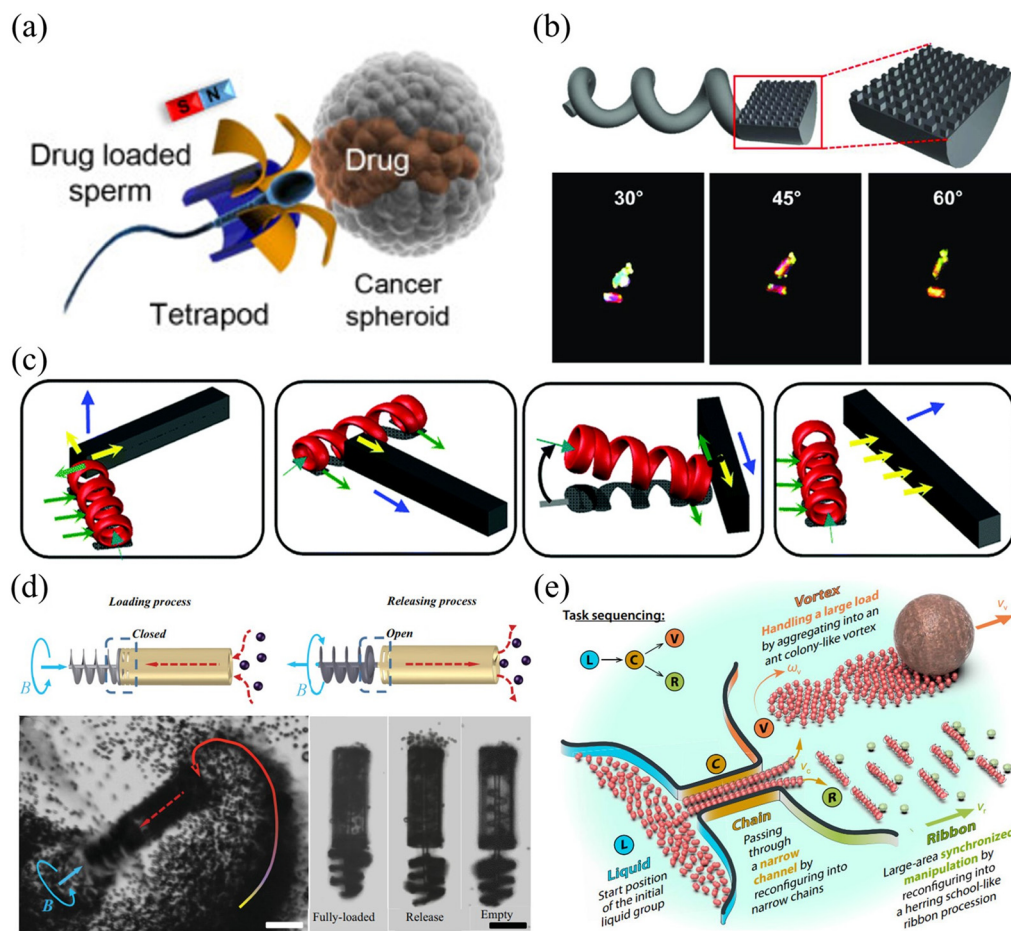 (a)
S N
Drug loaded
sperm
Drug
Tetrapod
Cancer
spheroid
(b)
30°
45°
60°
(c)
(d)
Loading process
Closed
B
Releasing process
Open
B
B
Fully-loaded
Release
Empty
(e)
Task sequencing:
L
C
V
R
Vortex
Handling a large load
by aggregating into an
ant colony-like vortex
Vᵥ
ωᵥ
V
C
V꜀
R
Chain
Passing
through
a narrow
channel by
reconfiguring into
narrow chains
L
Liquid
Start position
of the initial
liquid group
Vᵣ
Ribbon
Large-area synchronized
manipulation by
reconfiguring into
a herring school-like
ribbon procession